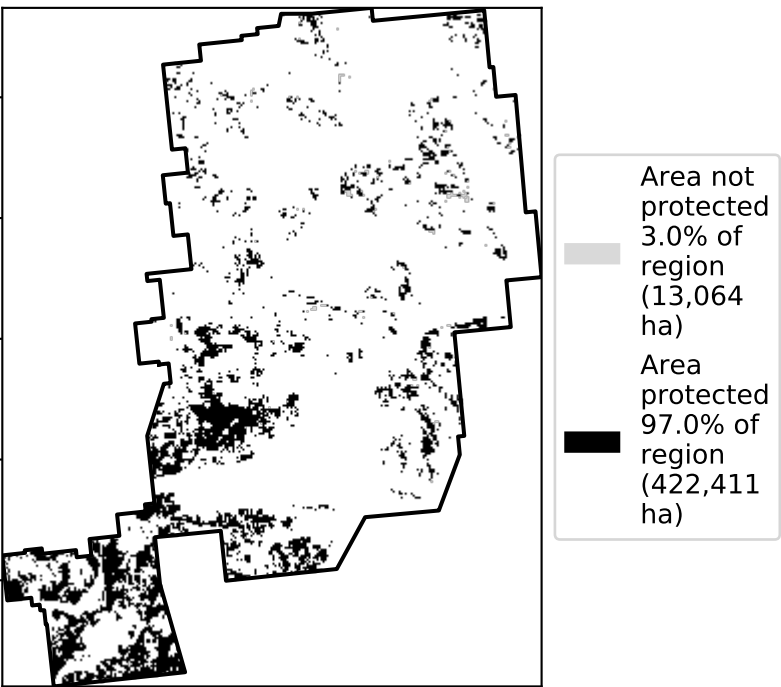 Area not
protected
3.0% of
region
(13,064
ha)
Area
protected
97.0% of
region
(422,411
ha)